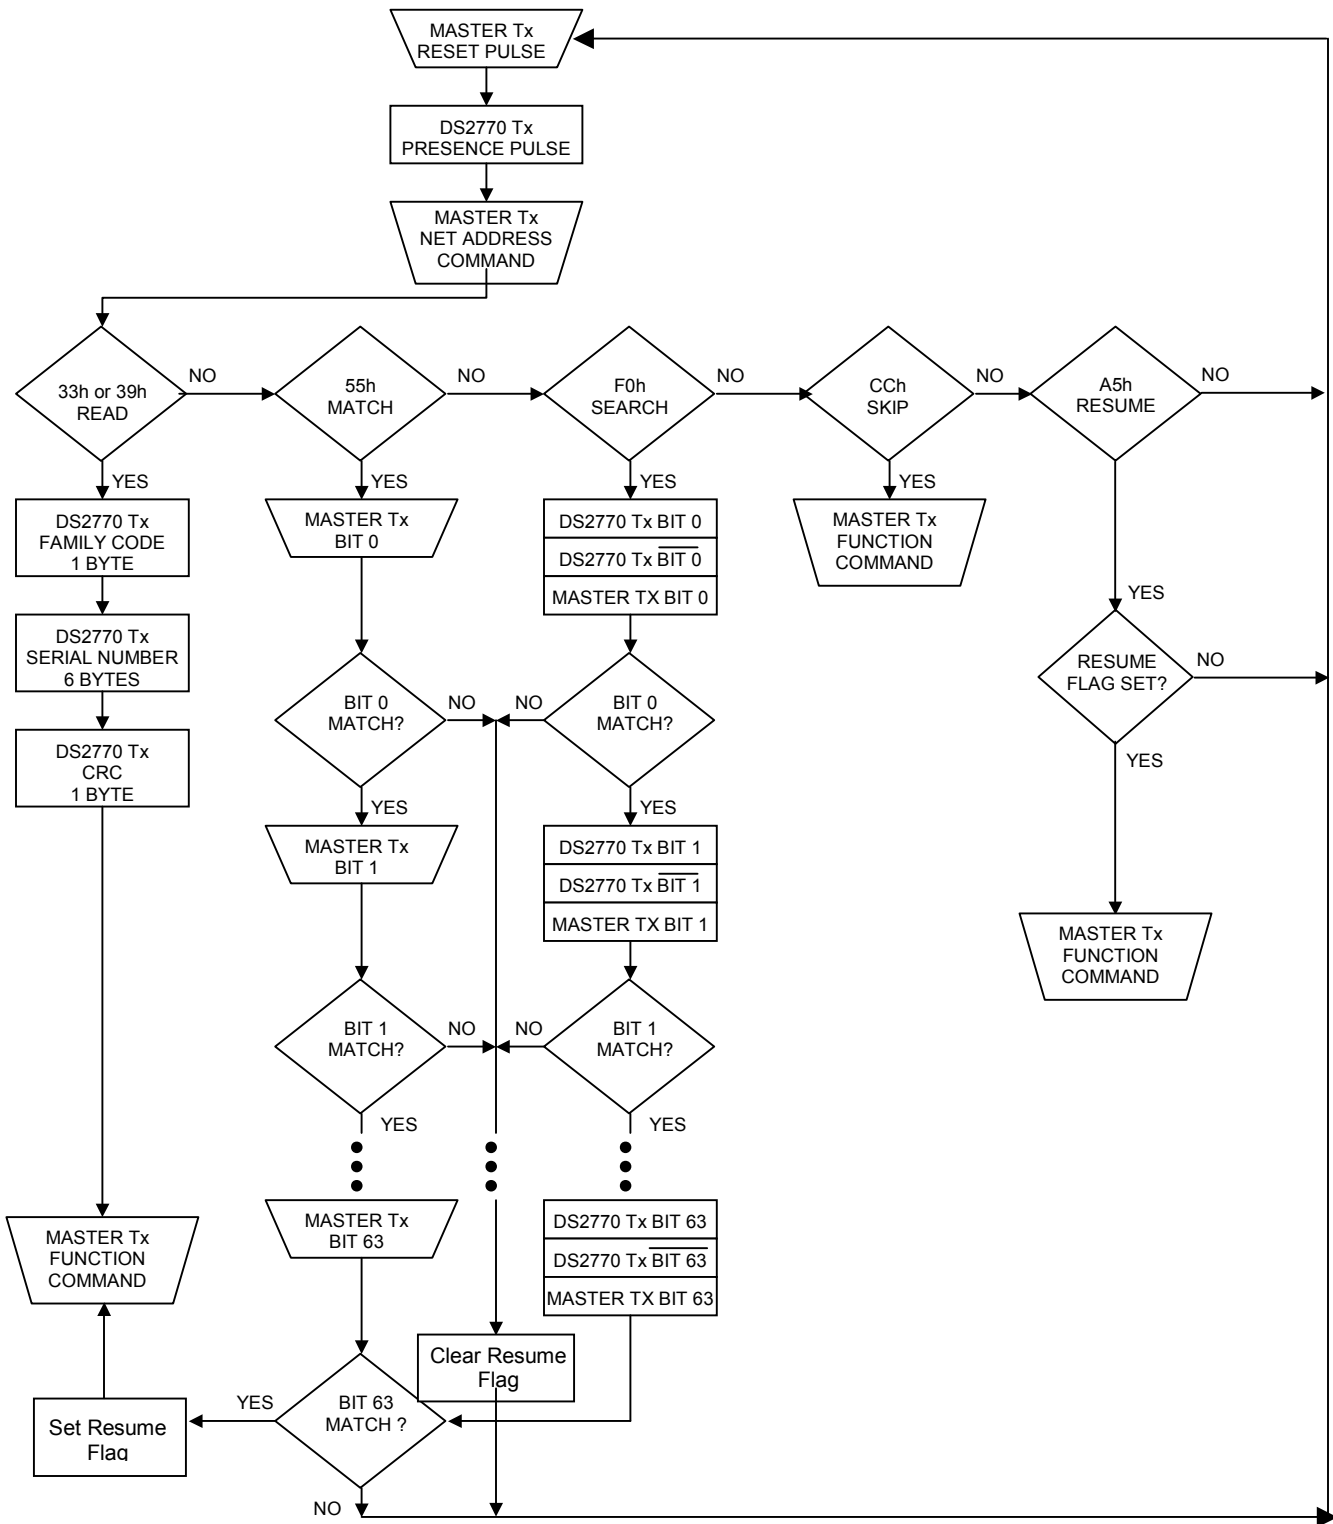 MASTER Tx
RESET PULSE
DS2770 Tx
PRESENCE PULSE
MASTER Tx
NET ADDRESS
COMMAND
33h or 39h
READ
NO
55h
MATCH
NO
F0h
SEARCH
NO
CCh
SKIP
NO
A5h
RESUME
NO
YES
YES
YES
YES
YES
DS2770 Tx
FAMILY CODE
1 BYTE
MASTER Tx
BIT 0
DS2770 Tx BIT 0
DS2770 Tx BIT 0
MASTER TX BIT 0
MASTER Tx
FUNCTION
COMMAND
DS2770 Tx
SERIAL NUMBER
6 BYTES
RESUME
FLAG SET?
NO
YES
BIT 0
MATCH?
NO
NO
BIT 0
MATCH?
DS2770 Tx
CRC
1 BYTE
YES
YES
MASTER Tx
BIT 1
DS2770 Tx BIT 1
DS2770 Tx BIT 1
MASTER TX BIT 1
MASTER Tx
FUNCTION
COMMAND
BIT 1
MATCH?
NO
NO
BIT 1
MATCH?
YES
YES
MASTER Tx
BIT 63
DS2770 Tx BIT 63
DS2770 Tx BIT 63
MASTER TX BIT 63
MASTER Tx
FUNCTION
COMMAND
Clear Resume
Flag
Set Resume
Flag
YES
BIT 63
MATCH ?
NO